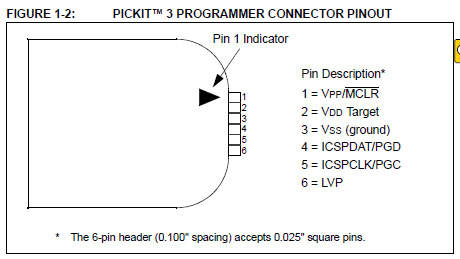 FIGURE 1-2: PICKIT™ 3 PROGRAMMER CONNECTOR PINOUT
Pin 1 Indicator
1
2
3
4
5
6
Pin Description*
1 = VPP/MCLR
2 = VDD Target
3 = VSS (ground)
4 = ICSPDAT/PGD
5 = ICSPCLK/PGC
6 = LVP
* The 6-pin header (0.100" spacing) accepts 0.025" square pins.